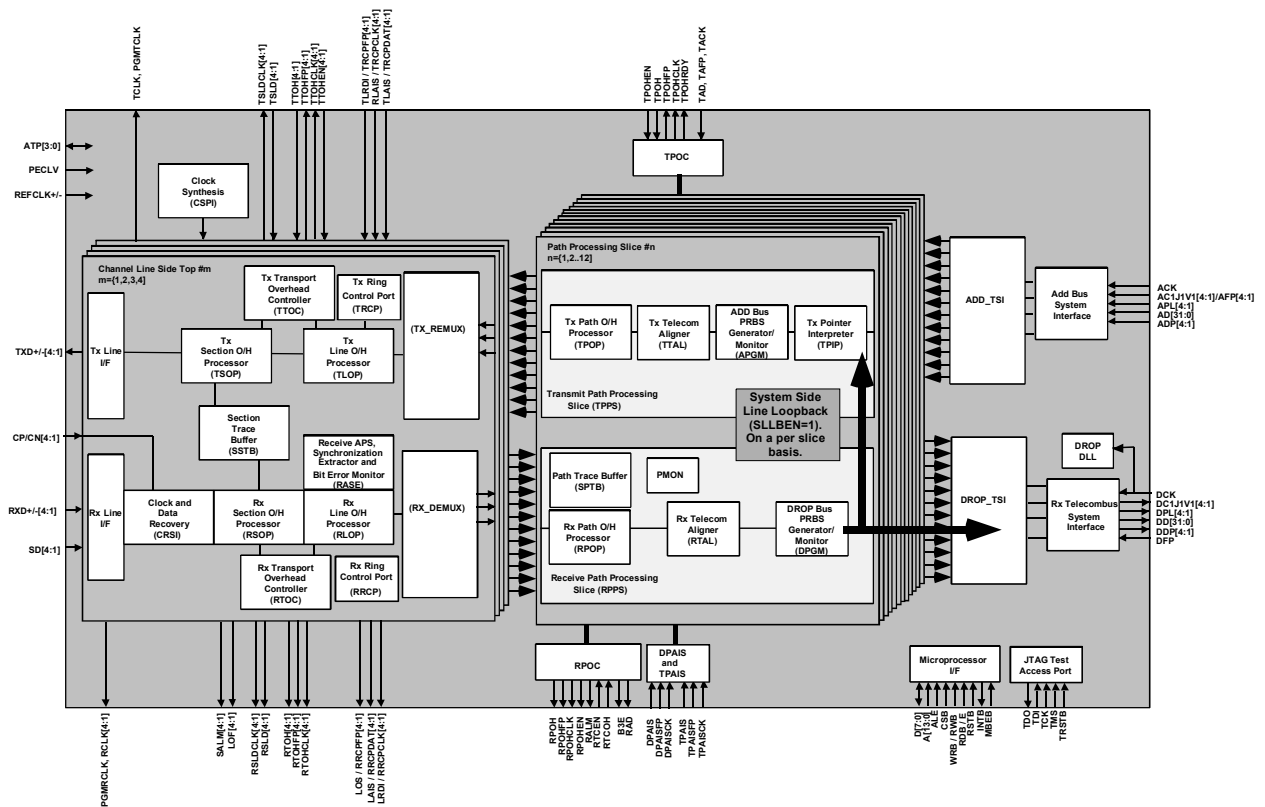 TCLK, PGMTCLK
TSLDCLK[4:1]
TSLD[4:1]
TTOH[4:1]
TTOHFP[4:1]
TTOHCLK[4:1]
TTOHEN[4:1]
TLRDI / TRCPFP[4:1]
RLAIS / TRCPCLK[4:1]
TLAIS / TRCPDAT[4:1]
TPOHEN
TPOH
TPOHFP
TPOHCLK
TPOHRDY
TAD, TAFP, TACK
ATP[3:0]
PECLV
REFCLK+/-
Clock
Synthesis
(CSPI)
TPOC
Channel Line Side Top #m
m={1,2,3,4]
Tx Transport
Overhead
Controller
(TTOC)
Tx Ring
Control Port
(TRCP)
(TX_REMUX)
Tx Line
I/F
Tx
Section O/H
Processor
(TSOP)
Tx
Line O/H
Processor
(TLOP)
TXD+/-[4:1]
Section
Trace
Buffer
(SSTB)
CP/CN[4:1]
Receive APS,
Synchronization
Extractor and
Bit Error Monitor
(RASE)
(RX_DEMUX)
RXD+/-[4:1]
Rx Line
I/F
Clock and
Data
Recovery
(CRSI)
Rx
Section O/H
Processor
(RSOP)
Rx
Line O/H
Processor
(RLOP)
SD[4:1]
Rx Transport
Overhead
Controller
(RTOC)
Rx Ring
Control Port
(RRCP)
Path Processing Slice #n
n={1,2..12]
Tx Path O/H
Processor
(TPOP)
Tx Telecom
Aligner
(TTAL)
ADD Bus
PRBS
Generator/
Monitor
(APGM)
Tx Pointer
Interpreter
(TPIP)
Transmit Path Processing
Slice (TPPS)
System Side
Line Loopback
(SLLBEN=1).
On a per slice
basis.
Path Trace Buffer
(SPTB)
PMON
Rx Path O/H
Processor
(RPOP)
Rx Telecom
Aligner
(RTAL)
DROP Bus
PRBS
Generator/
Monitor
(DPGM)
Receive Path Processing
Slice (RPPS)
ADD_TSI
Add Bus
System
Interface
ACK
AC1J1V1[4:1]/AFP[4:1]
APL[4:1]
AD[31:0]
ADP[4:1]
DROP_TSI
DROP
DLL
Rx Telecombus
System
Interface
DCK
DC1J1V1[4:1]
DPL[4:1]
DD[31:0]
DDP[4:1]
DFP
RPOC
DPAIS
and
TPAIS
Microprocessor
I/F
JTAG Test
Access Port
PGMRCLK, RCLK[4:1]
SALM[4:1]
LOF[4:1]
RSLDCLK[4:1]
RSLD[4:1]
RTOH[4:1]
RTOHFP[4:1]
RTOHCLK[4:1]
LOS / RRCPFP[4:1]
LAIS / RRCPDAT[4:1]
LRDI / RRCPCLK[4:1]
RPOH
RPOHFP
RPOHCLK
RPOHEN
RALM
RTCEN
RTCOH
B3E
RAD
DPAIS
DPAISFP
DPAISCK
TPAIS
TPAISFP
TPAISCK
D[7:0]
A[13:0]
ALE
CSB
WRB / RWB
RDB / E
RSTB
INTB
MBEB
TDO
TDI
TCK
TMS
TRSTB